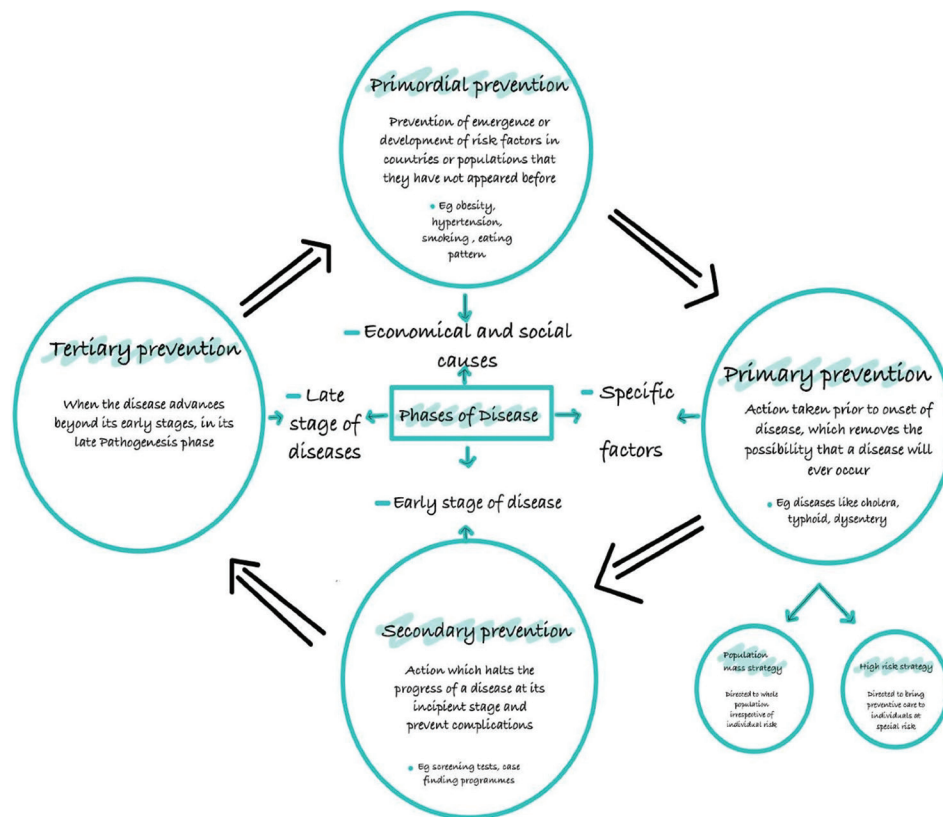 Primordial prevention
Prevention of emergence or
development of risk factors in
countries or populations that
they have not appeared before
Eg obesity,
hypertension,
smoking , eating
pattern
Economical and social
causes
Tertiary prevention
When the disease advances
beyond its early stages, in its
late Pathogenesis phase
Late
stage of
diseases
Phases of Disease
Specific
factors
Primary prevention
Action taken prior to onset of
disease, which removes the
possibility that a disease will
ever occur
Eg diseases like cholera,
typhoid, dysentery
Early stage of disease
Secondary prevention
Action which halts the
progress of a disease at its
incipient stage and
prevent complications
Eg screening tests, case
finding programmes
Population
mass strategy
Directed to whole
population
irrespective of
individual risk
High risk strategy
Directed to bring
preventive care to
individuals at
special risk